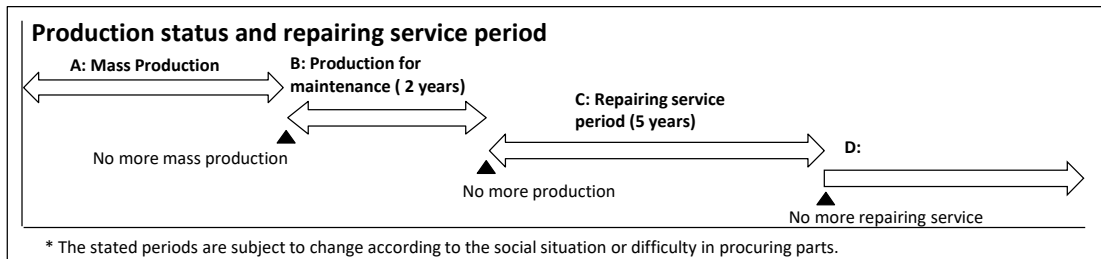 Production status and repairing service period
A: Mass Production
B: Production for
maintenance ( 2 years)
C: Repairing service
period (5 years)
D:
No more mass production
No more production
No more repairing service
* The stated periods are subject to change according to the social situation or difficulty in procuring parts.